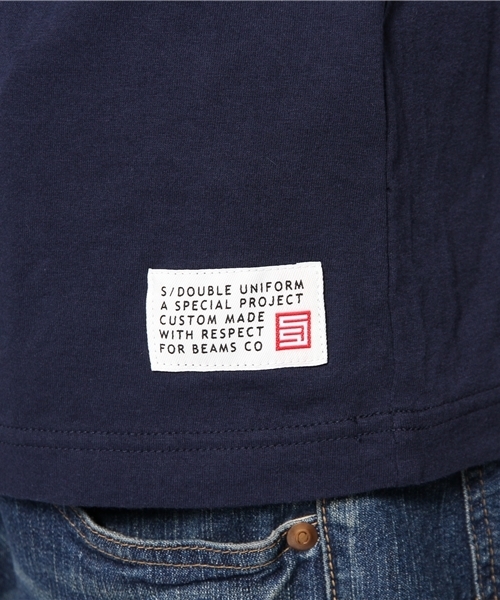 S/DOUBLE UNIFORM
A SPECIAL PROJECT
CUSTOM MADE
WITH RESPECT
FOR BEAMS CO